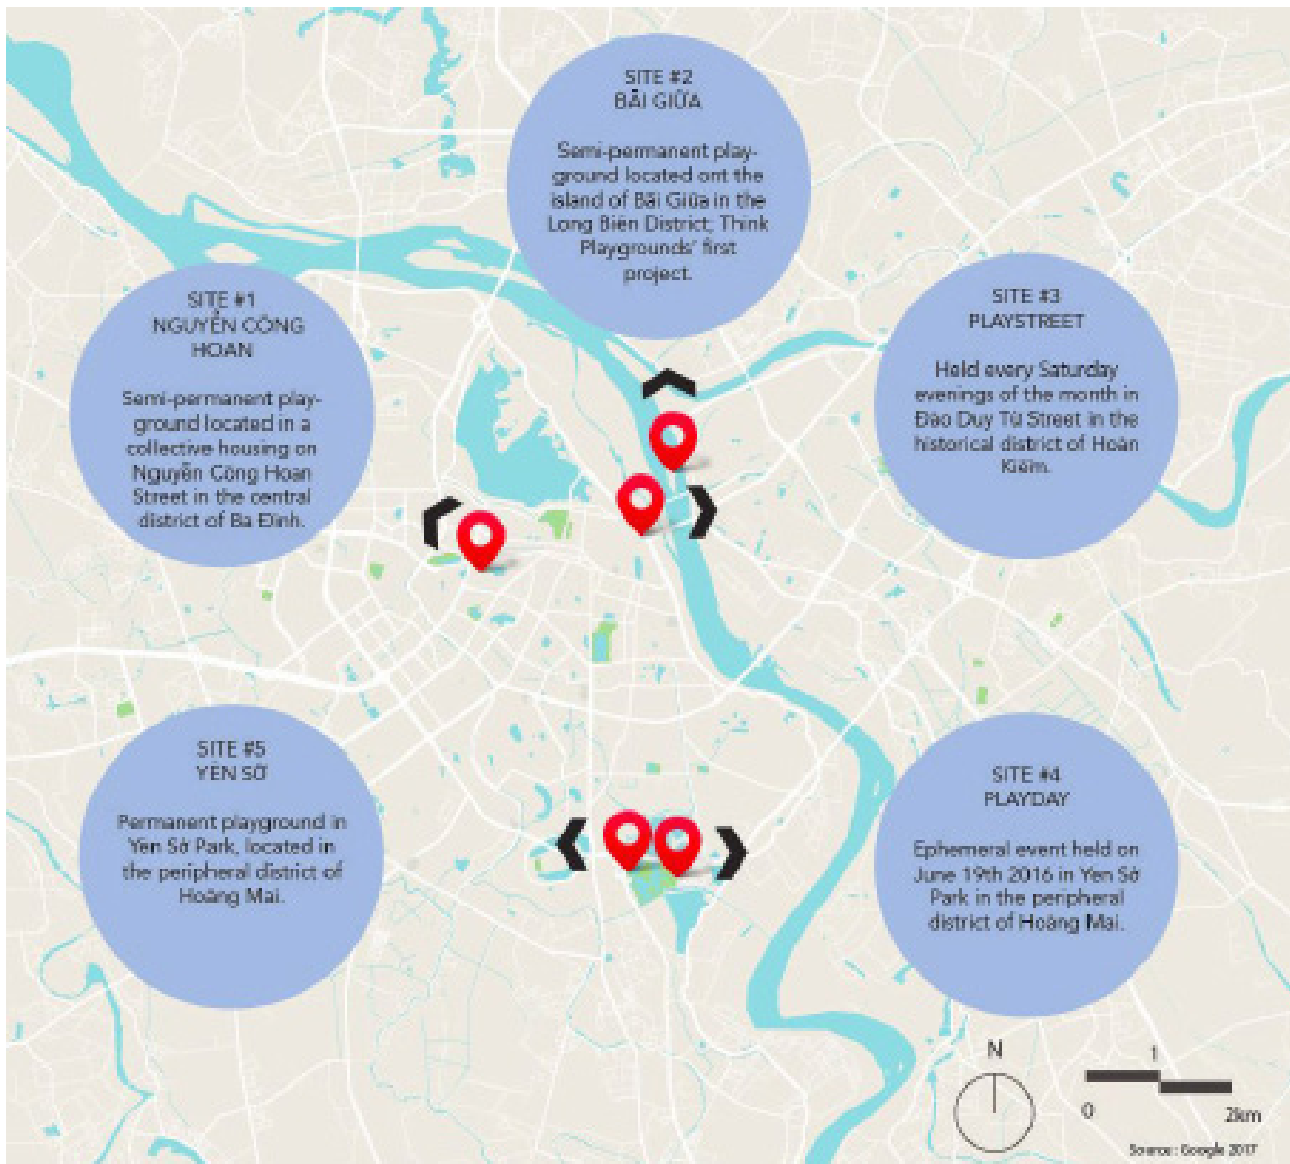 SITE #2
BÃI GIỮA
Semi-permanent play-
ground located ont the
island of Bãi Giữa in the
Long Biên District; Think
Playgrounds' first
project.
SITE #1
NGUYỄN CÔNG
HOAN
Semi-permanent play-
ground located in a
collective housing on
Nguyễn Công Hoan
Street in the central
district of Ba Đình.
SITE #3
PLAYSTREET
Held every Saturday
evenings of the month in
Đào Duy Từ Street in the
historical district of Hoàn
Kiếm.
SITE #5
YÊN SỞ
Permanent playground in
Yên Sở Park, located in
the peripheral district of
Hoàng Mai.
SITE #4
PLAYDAY
Ephemeral event held on
June 19th 2016 in Yen Sở
Park in the peripheral
district of Hoàng Mai.
N
1
0
2km
Source: Google 2017